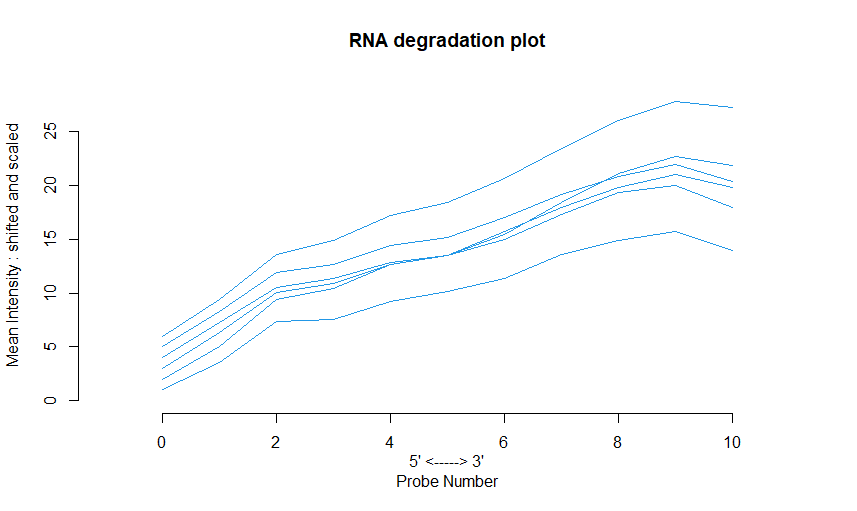 RNA degradation plot
Mean Intensity : shifted and scaled
25
20
15
10
5
0
0 2 4 6 8 10
5' <-----> 3'
Probe Number